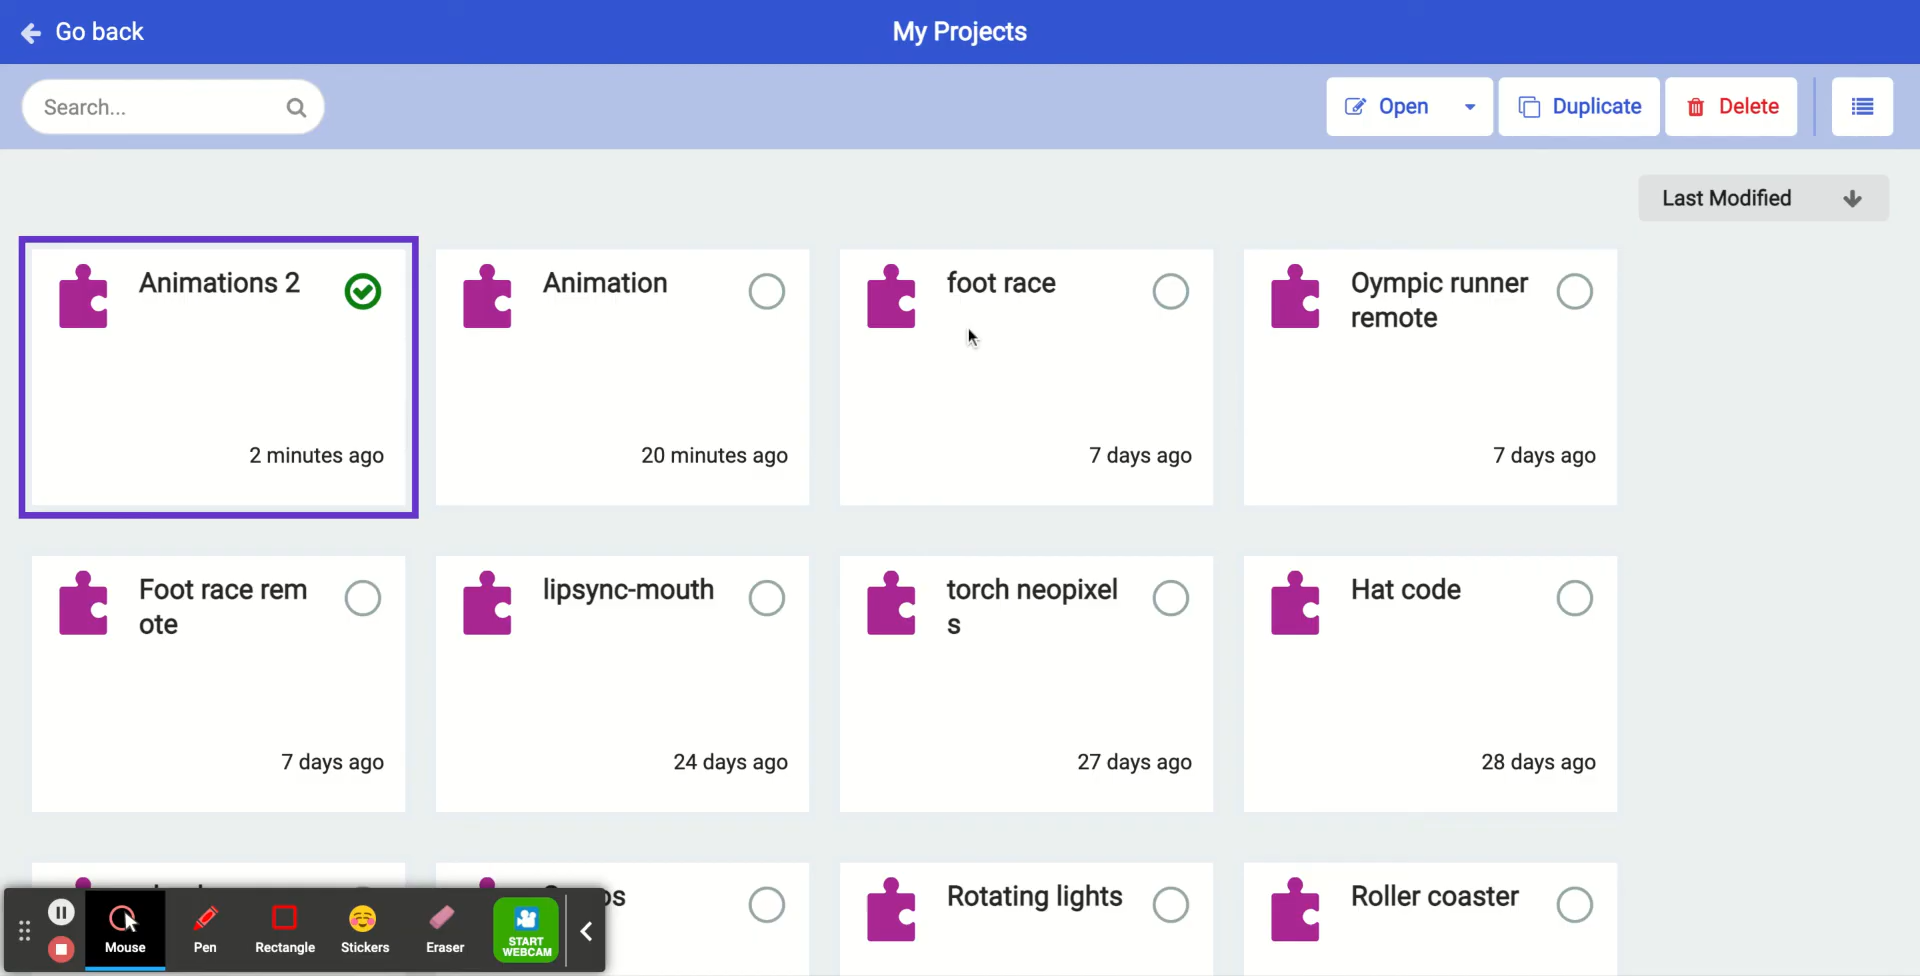 Go back
My Projects
Search...
Open
Duplicate
Delete
Last Modified
Animations 2
2 minutes ago
Animation
20 minutes ago
foot race
7 days ago
Oympic runner
remote
7 days ago
Foot race rem
ote
7 days ago
lipsync-mouth
24 days ago
torch neopixel
s
27 days ago
Hat code
28 days ago
Rotating lights
Roller coaster
Mouse
Pen
Rectangle
Stickers
Eraser
START
WEBCAM